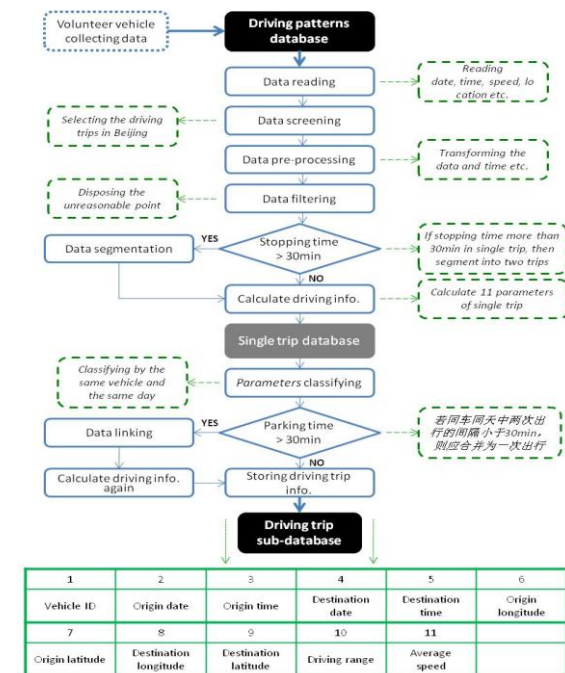 Volunteer vehicle
collecting data
Driving patterns
database
Data reading
Reading
date, time, speed, lo
cation etc.
Selecting the driving
trips in Beijing
Data screening
Data pre-processing
Transforming the
data and time etc.
Disposing the
unreasonable point
Data filtering
Data segmentation
YES
Stopping time
> 30min
If stopping time more than
30min in single trip, then
segment into two trips
NO
Calculate driving info.
Calculate 11 parameters
of single trip
Single trip database
Classifying by the
same vehicle and
the same day
Parameters classifying
Data linking
YES
Parking time
> 30min
若同车同天中两次出
行的间隔小于30min，
则应合并为一次出行
NO
Calculate driving info.
again
Storing driving trip
info.
Driving trip
sub-database
1 2 3 4 5 6
Vehicle ID Origin date Origin time Destination date Destination time Origin longitude
7 8 9 10 11
Origin latitude Destination longitude Destination latitude Driving range Average speed